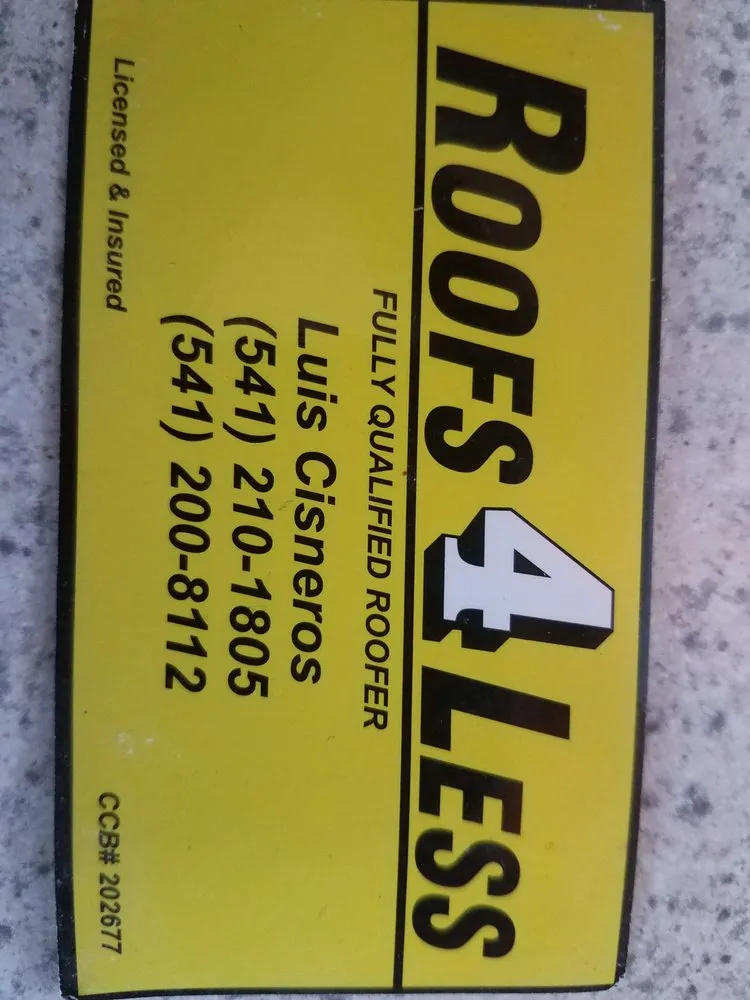 ROOFS 4 LESS
FULLY QUALIFIED ROOFER
Luis Cisneros
(541) 210-1805
(541) 200-8112
Licensed & Insured
CCB# 202677